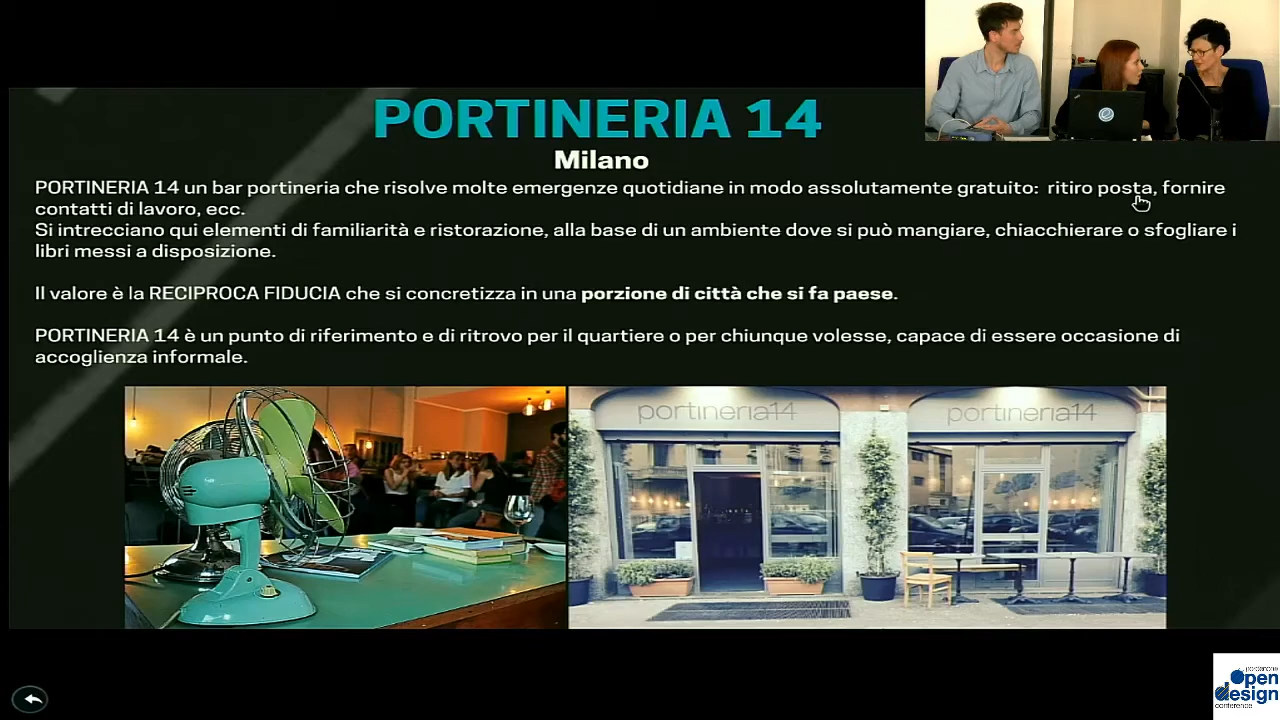 PORTINERIA 14
Milano
PORTINERIA 14 un bar portineria che risolve molte emergenze quotidiane in modo assolutamente gratuito: ritiro posta, fornire
contatti di lavoro, ecc.
Si intrecciano qui elementi di familiarità e ristorazione, alla base di un ambiente dove si può mangiare, chiacchierare o sfogliare i
libri messi a disposizione.
Il valore è la RECIPROCA FIDUCIA che si concretizza in una porzione di città che si fa paese.
PORTINERIA 14 è un punto di riferimento e di ritrovo per il quartiere o per chiunque volesse, capace di essere occasione di
accoglienza informale.
portineria14
portineria14
pordenone
open
design
conference